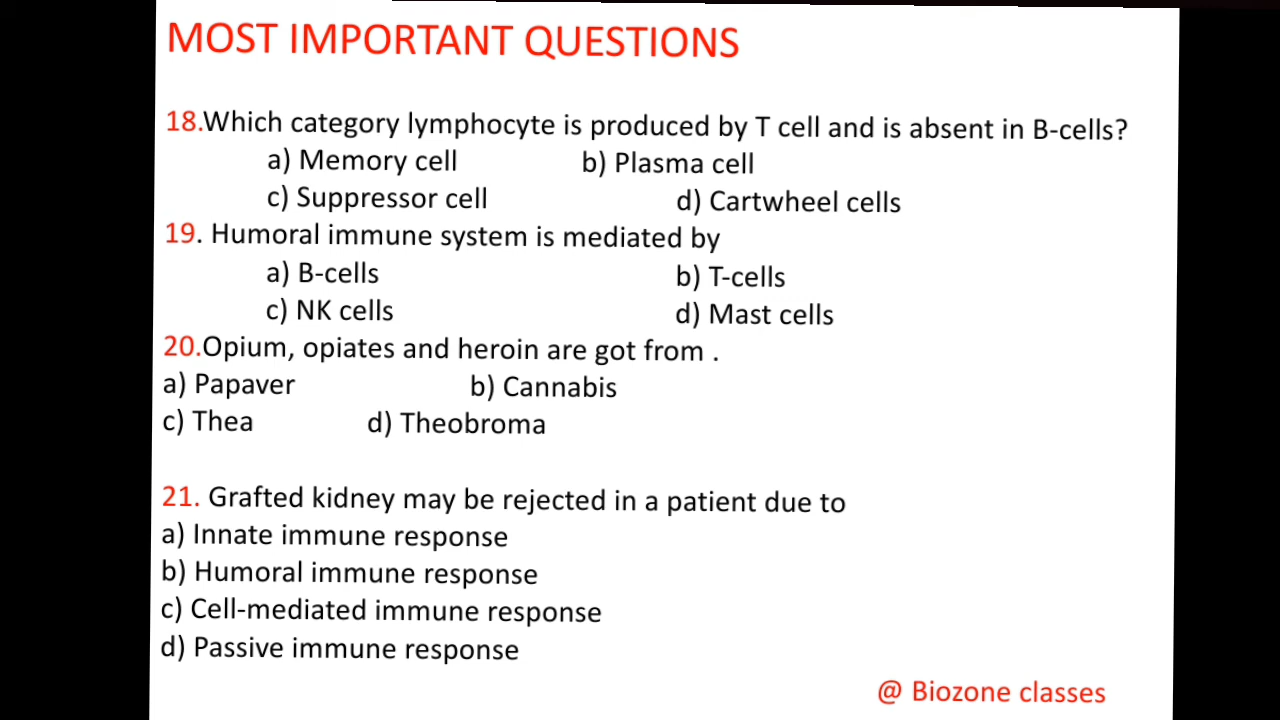 MOST IMPORTANT QUESTIONS
18.Which category lymphocyte is produced by T cell and is absent in B-cells?
a) Memory cell b) Plasma cell
c) Suppressor cell d) Cartwheel cells
19. Humoral immune system is mediated by
a) B-cells b) T-cells
c) NK cells d) Mast cells
20.Opium, opiates and heroin are got from .
a) Papaver b) Cannabis
c) Thea d) Theobroma
21. Grafted kidney may be rejected in a patient due to
a) Innate immune response
b) Humoral immune response
c) Cell-mediated immune response
d) Passive immune response
@ Biozone classes